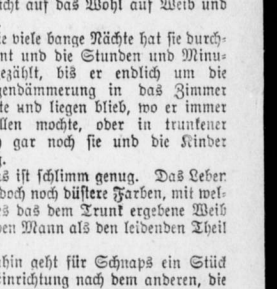 icht auf das Wohl auf Weib und
ie viele bange Nächte hat sie durch-
nt und die Stunden und Minu-
ezählt, bis er endlich um die
gendämmerung in das Zimmer
te und liegen blieb, wo er immer
llen mochte, oder in trunkener
gar noch sie und die Kinder
s ist schlimm genug. Das Leben
doch noch düstere Farben, mit wel-
es das dem Trunk ergebene Weib
en Mann als den leidenden Theil
hin geht für Schnaps ein Stück
inrichtung nach dem anderen, die